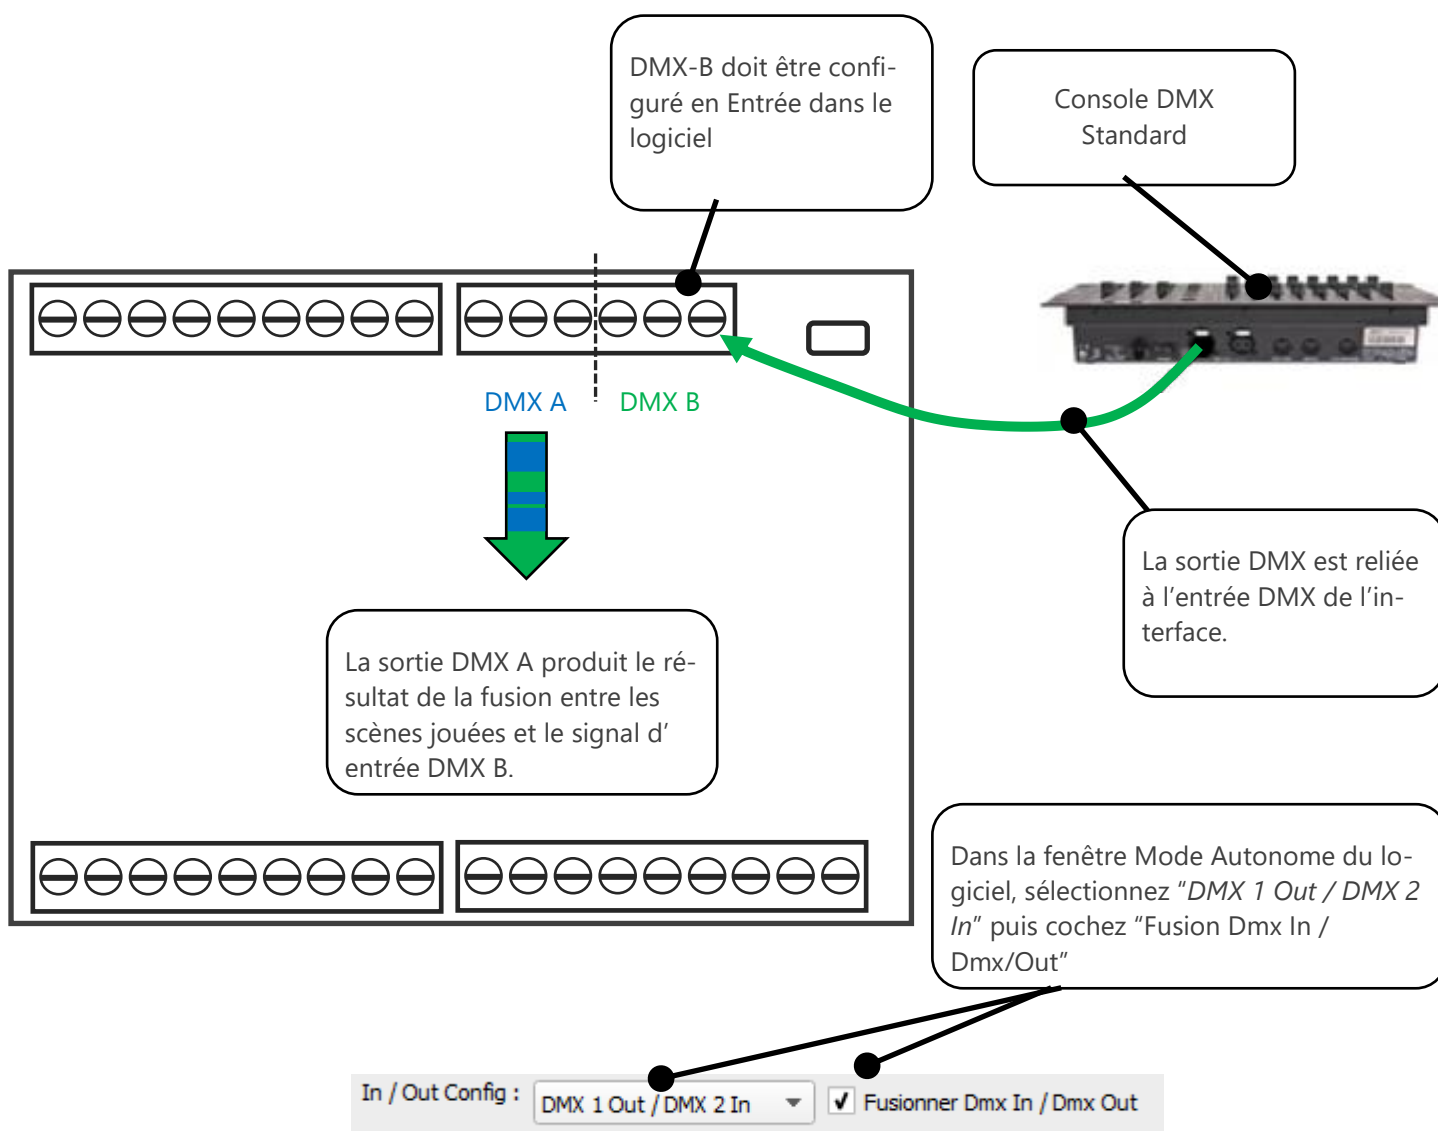 DMX-B doit être confi-
guré en Entrée dans le
logiciel
Console DMX
Standard
DMX A
DMX B
La sortie DMX est reliée
à l’entrée DMX de l’in-
terface.
La sortie DMX A produit le ré-
sultat de la fusion entre les
scènes jouées et le signal d’
entrée DMX B.
Dans la fenêtre Mode Autonome du lo-
giciel, sélectionnez “DMX 1 Out / DMX 2
In” puis cochez “Fusion Dmx In /
Dmx/Out”
In / Out Config :
DMX 1 Out / DMX 2 In
Fusionner Dmx In / Dmx Out